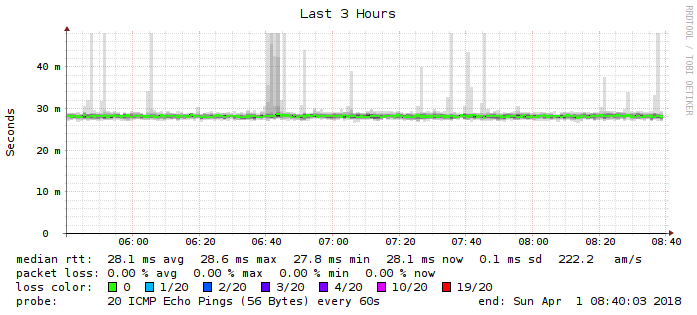 Last 3 Hours
RRDTOOL / TOBI OETIKER
Seconds
40 m
30 m
20 m
10 m
0
06:00 06:20 06:40 07:00 07:20 07:40 08:00 08:20 08:40
median rtt: 28.1 ms avg 28.6 ms max 27.8 ms min 28.1 ms now 0.1 ms sd 222.2 am/s
packet loss: 0.00 % avg 0.00 % max 0.00 % min 0.00 % now
loss color: 0 1/20 2/20 3/20 4/20 10/20 19/20
probe: 20 ICMP Echo Pings (56 Bytes) every 60s end: Sun Apr 1 08:40:03 2018